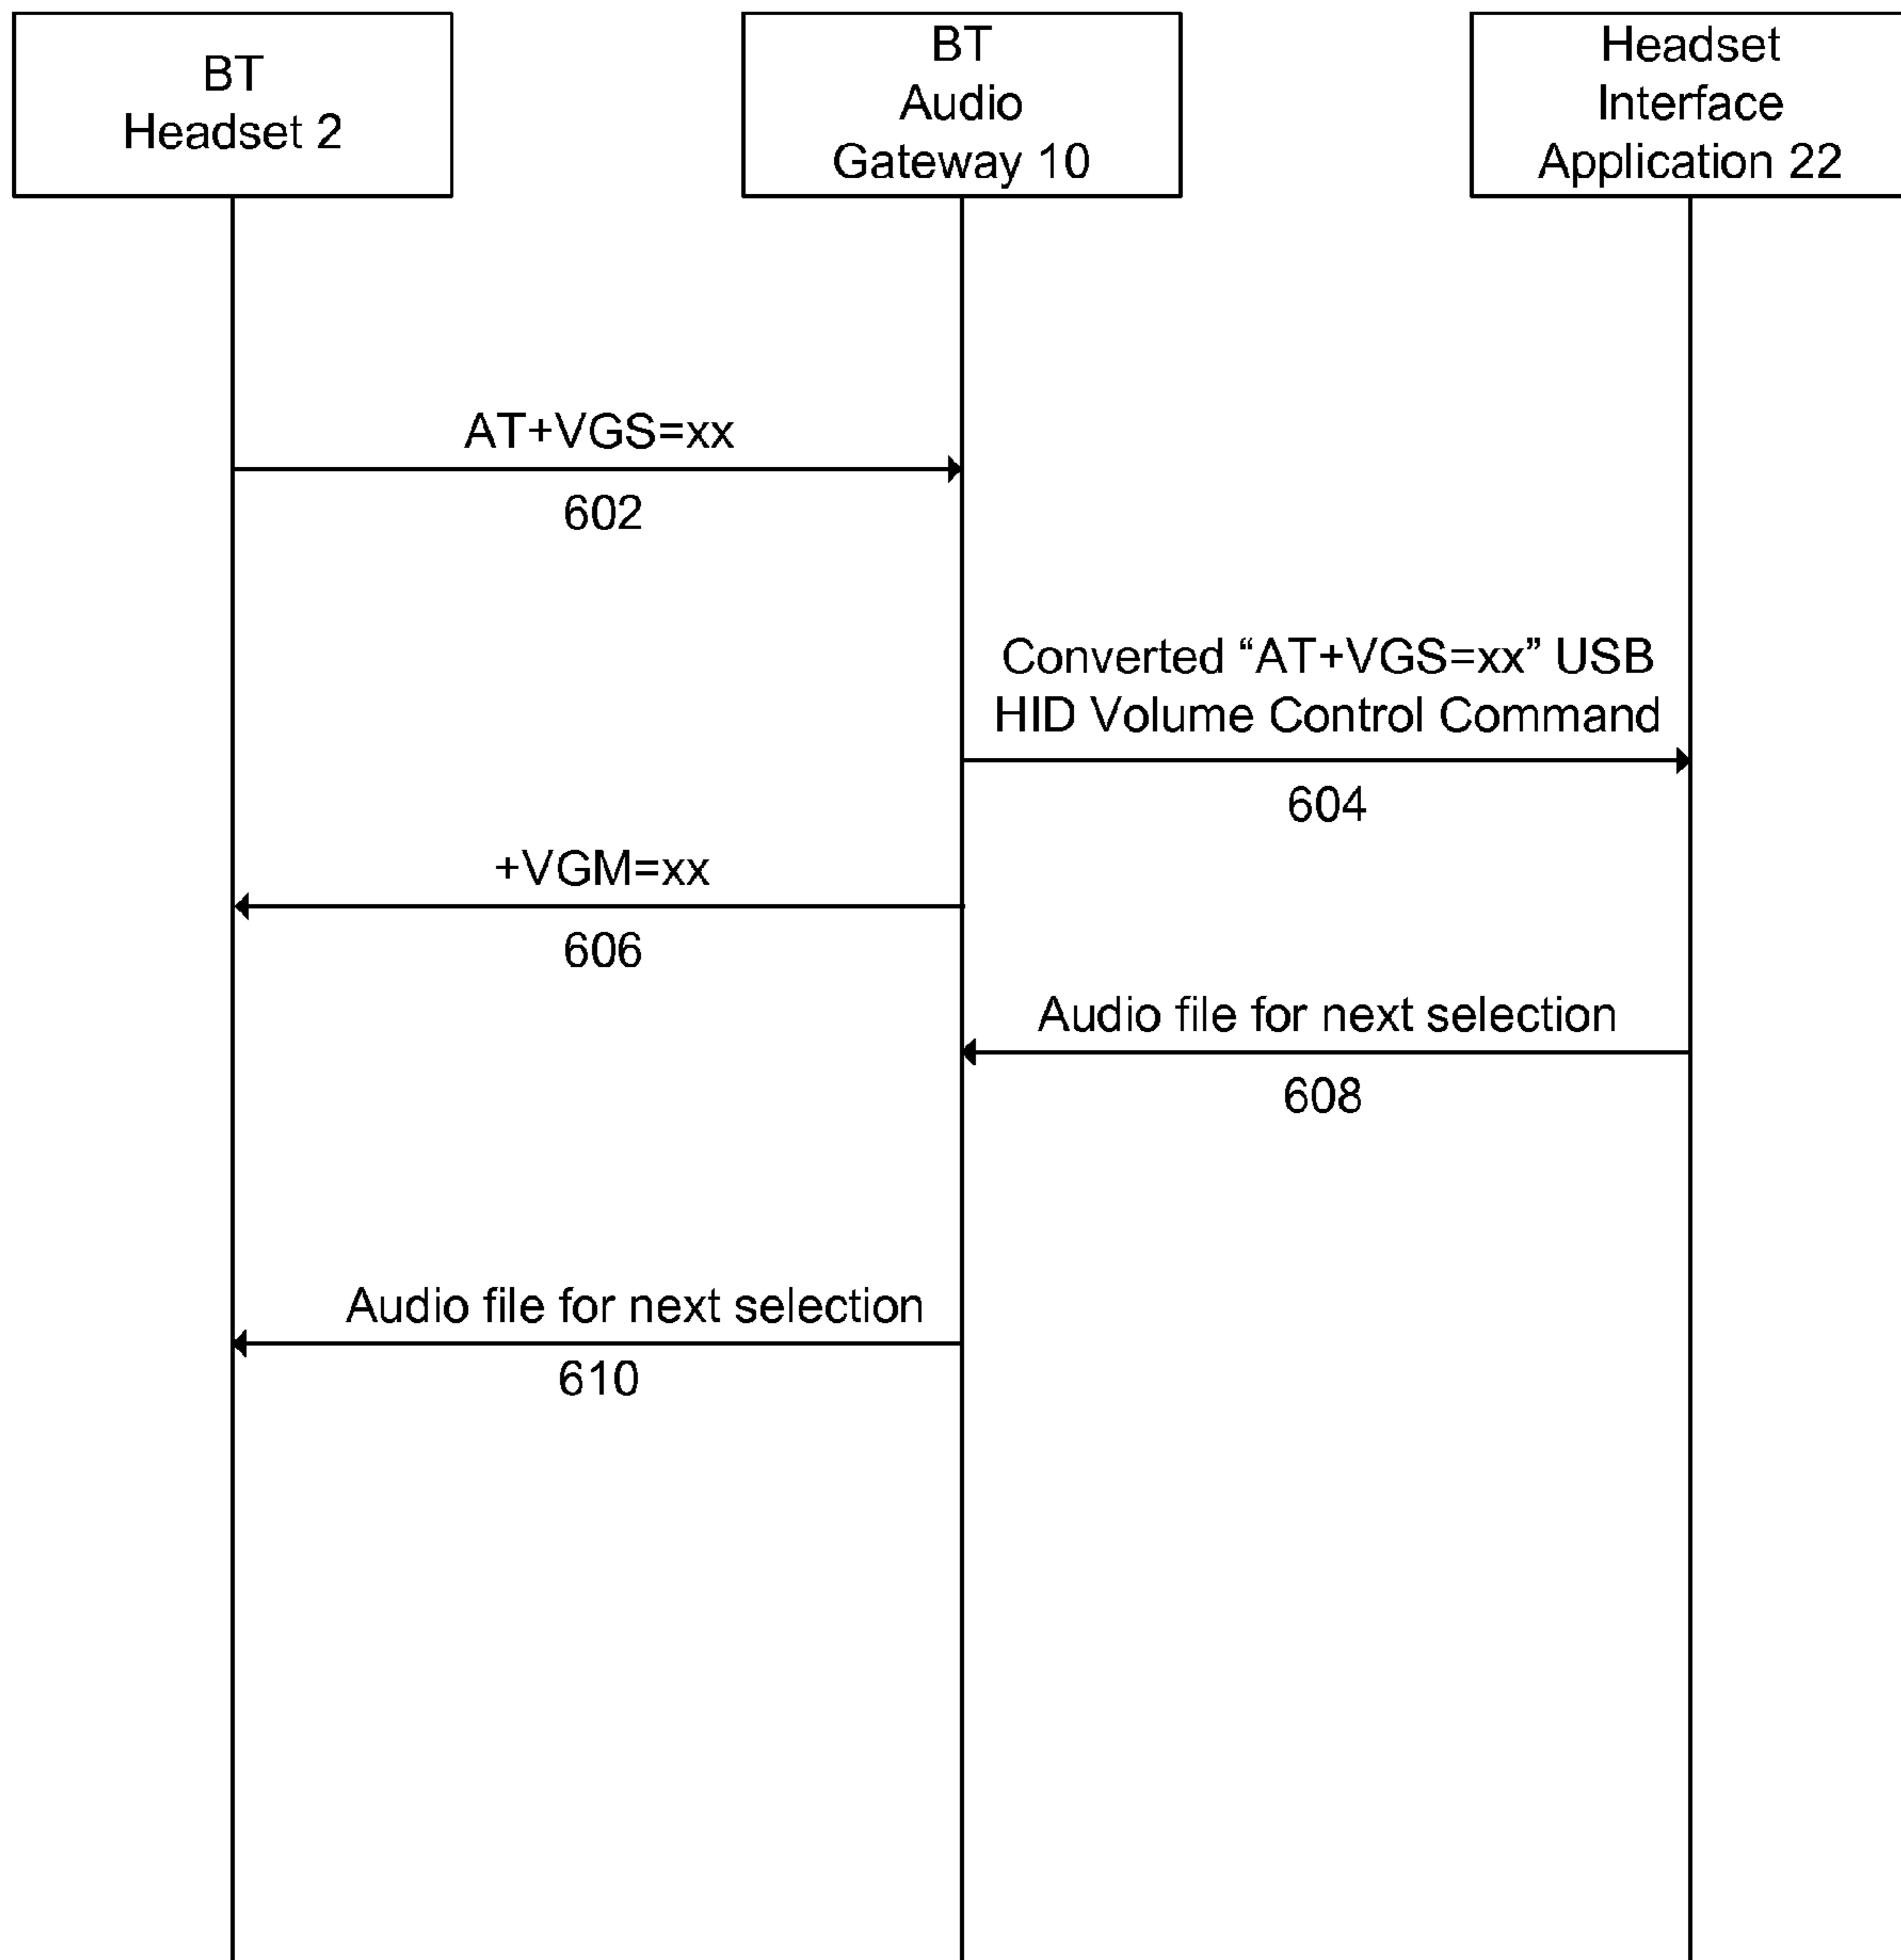 BT
Headset 2
BT
Audio
Gateway 10
Headset
Interface
Application 22
AT+VGS=xx
602
Converted “AT+VGS=xx” USB
HID Volume Control Command
604
+VGM=xx
606
Audio file for next selection
608
Audio file for next selection
610